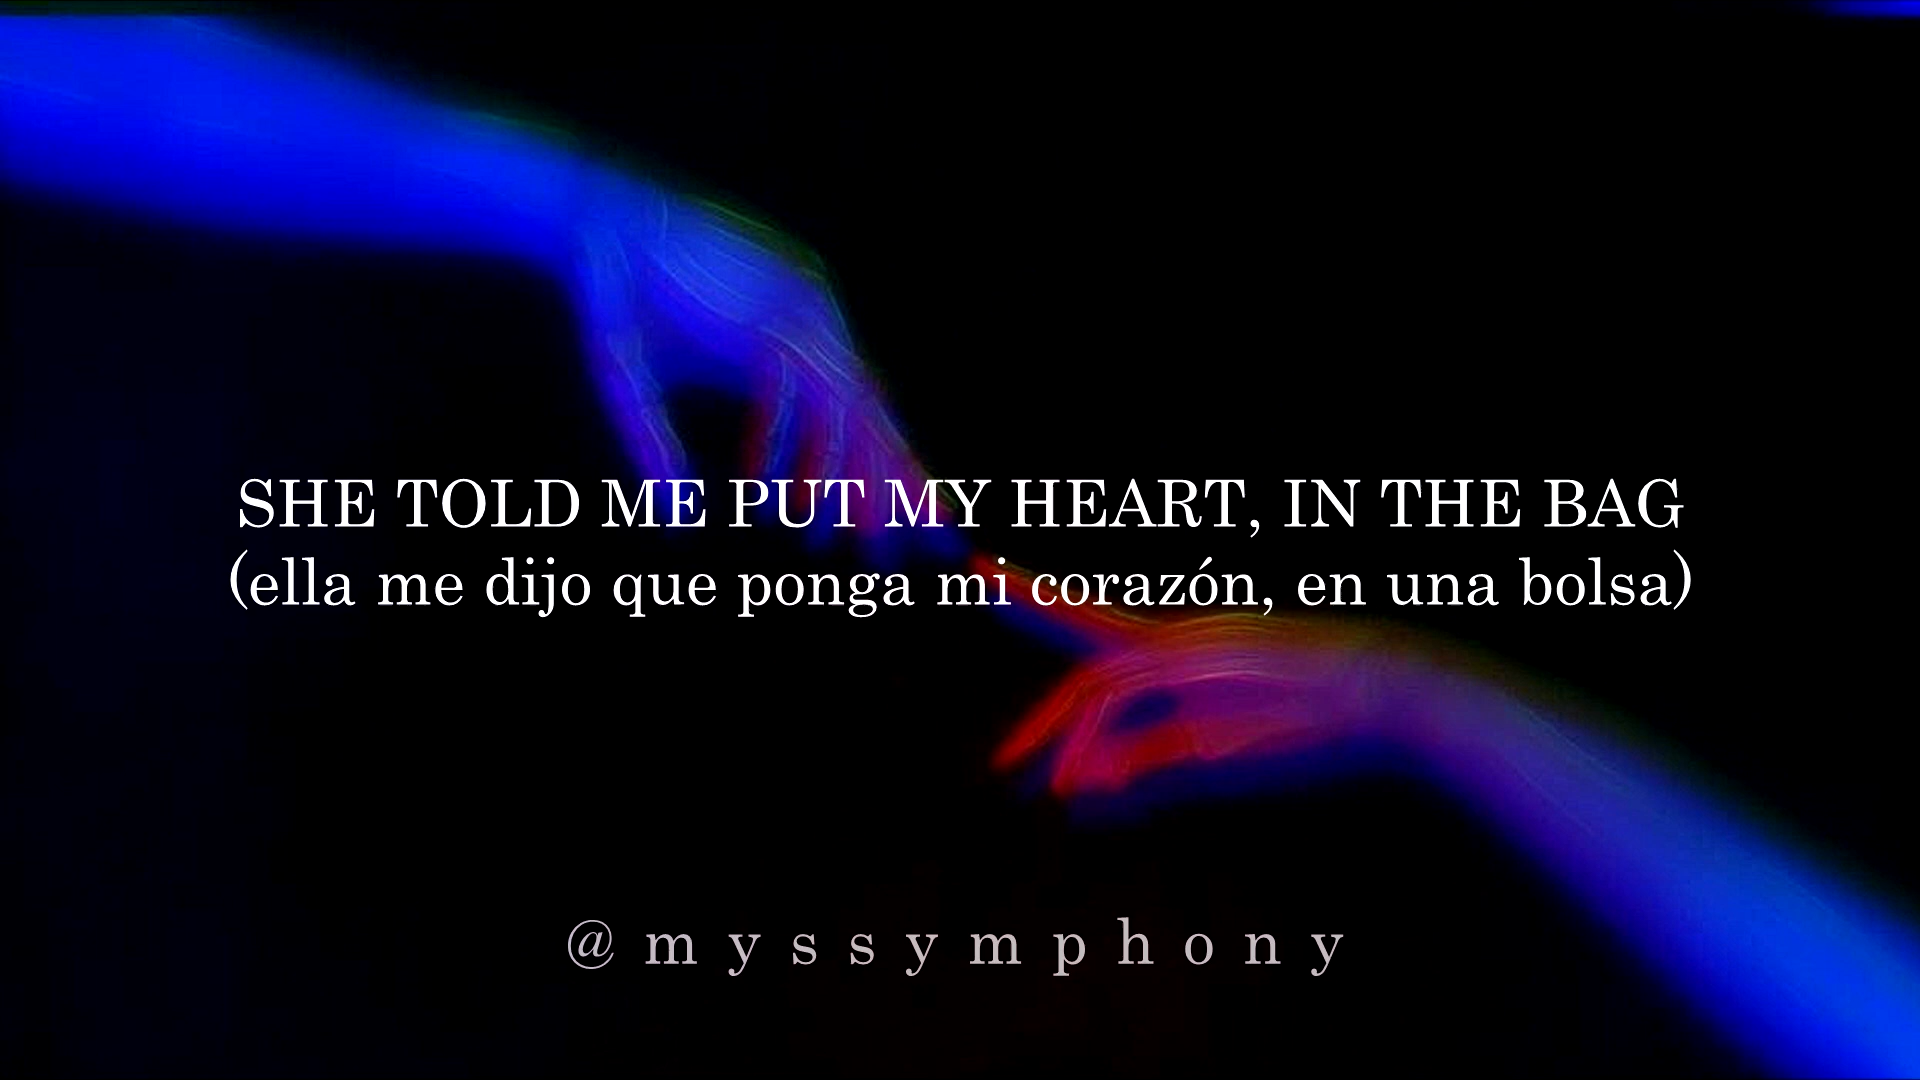 SHE TOLD ME PUT MY HEART, IN THE BAG
(ella me dijo que ponga mi corazón, en una bolsa)
@myssymphony